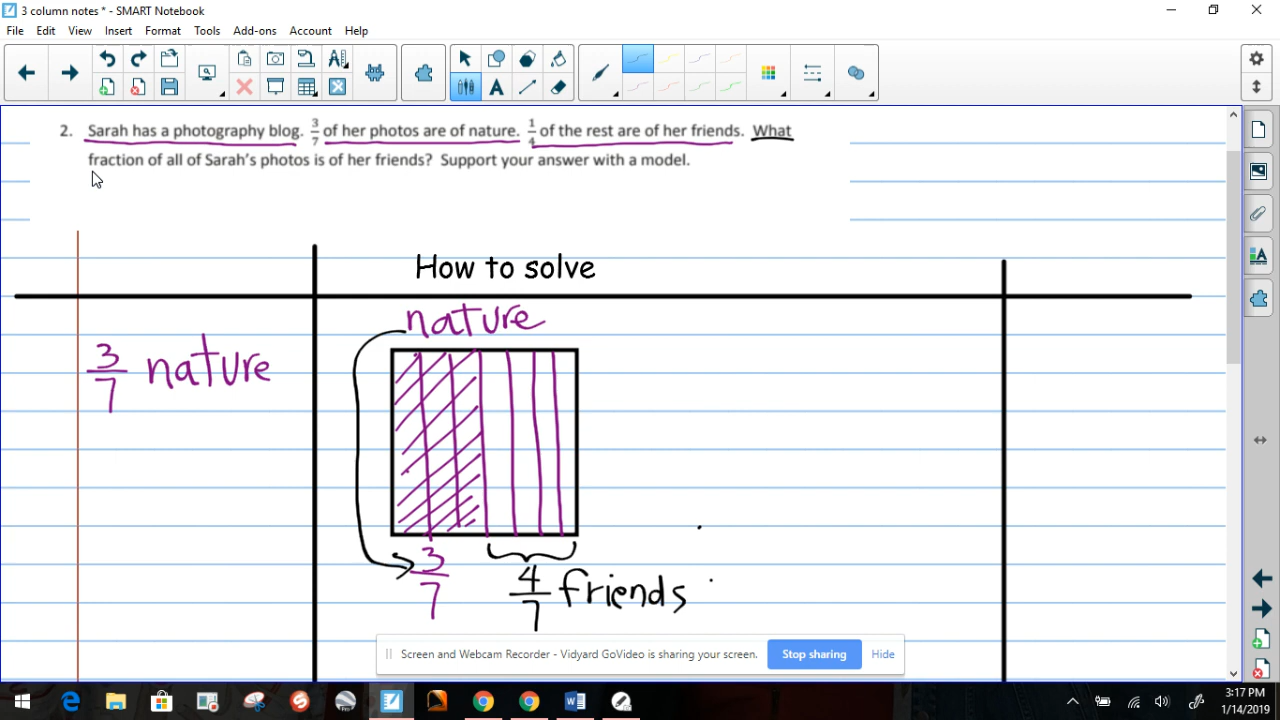 3 column notes * - SMART Notebook
File Edit View Insert Format Tools Add-ons Account Help
2. Sarah has a photography blog. 3/7 of her photos are of nature. 1/4 of the rest are of her friends. What
fraction of all of Sarah's photos is of her friends? Support your answer with a model.
How to solve
nature
3/7 nature
3/7
4/7 friends
Screen and Webcam Recorder - Vidyard GoVideo is sharing your screen. Stop sharing Hide
3:17 PM
1/14/2019